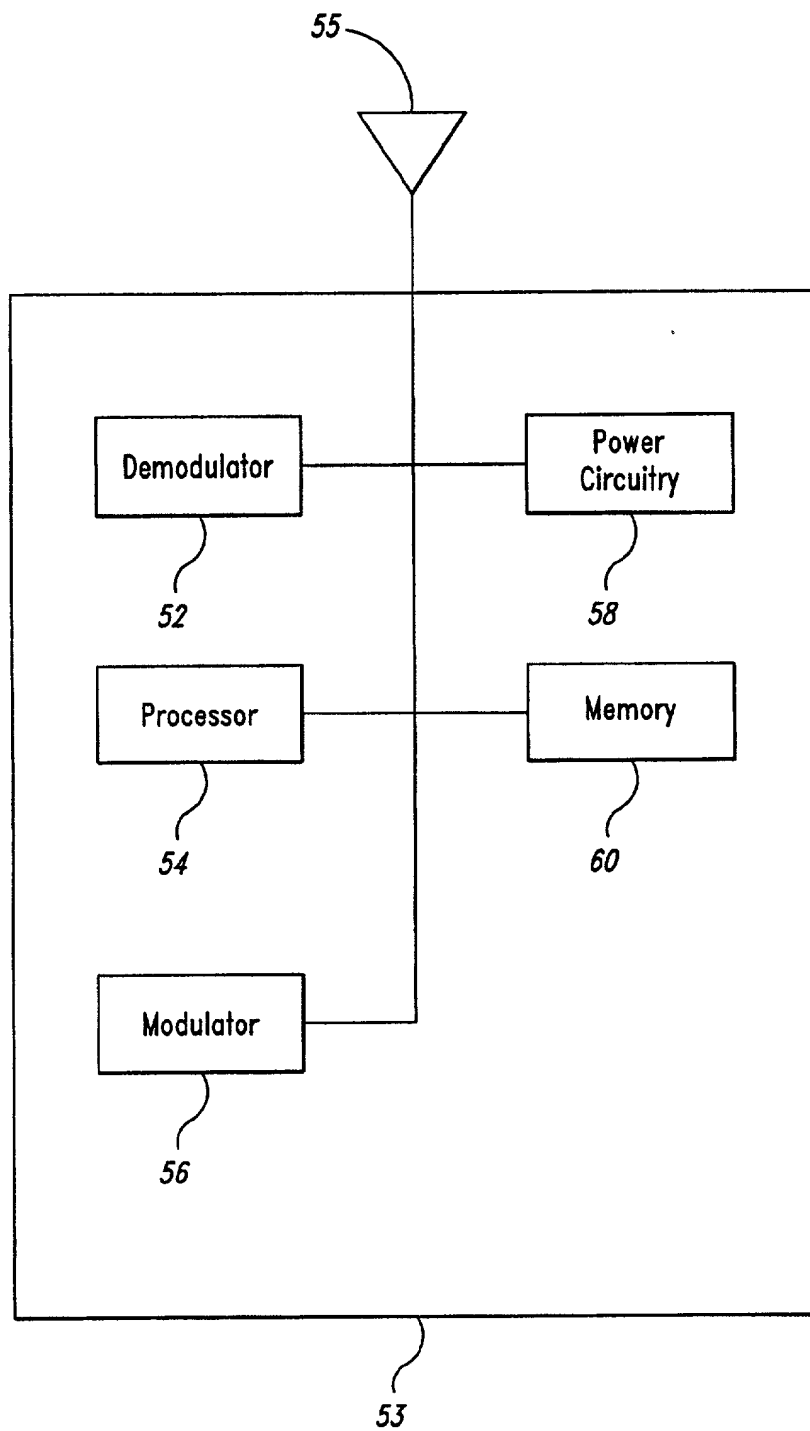 55
Demodulator
52
Power
Circuitry
58
Processor
54
Memory
60
Modulator
56
53